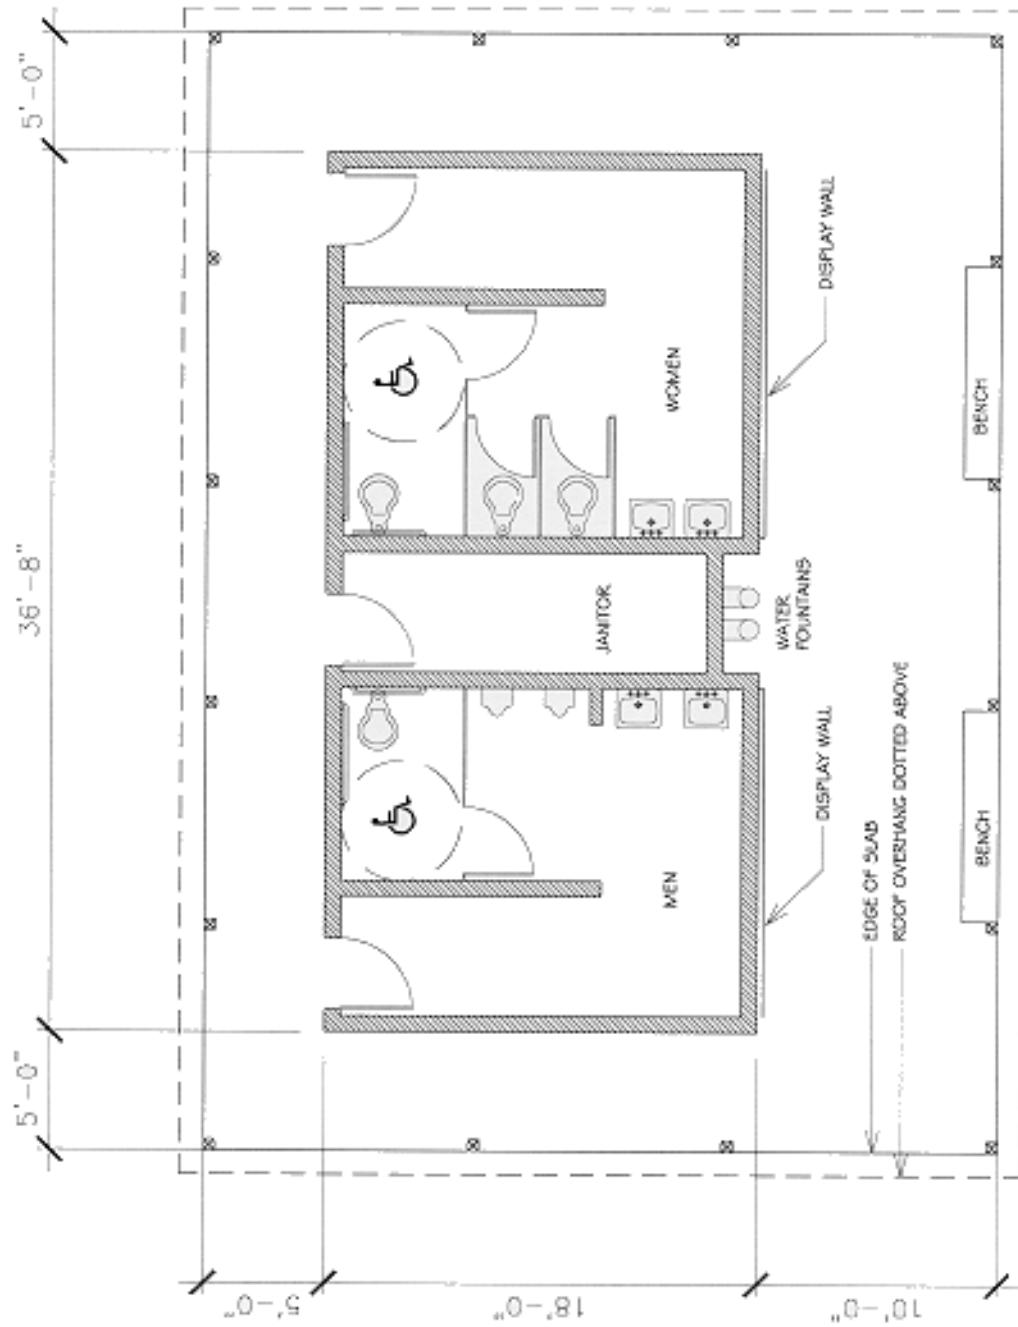 5'-0"
36'-8"
5'-0"
5'-0"
18'-0"
10'-0"
WOMEN
DISPLAY WALL
BENCH
JANITOR
WATER
FOUNTAINS
MEN
DISPLAY WALL
BENCH
EDGE OF SLAB
ROOF OVERHANG DOTTED ABOVE